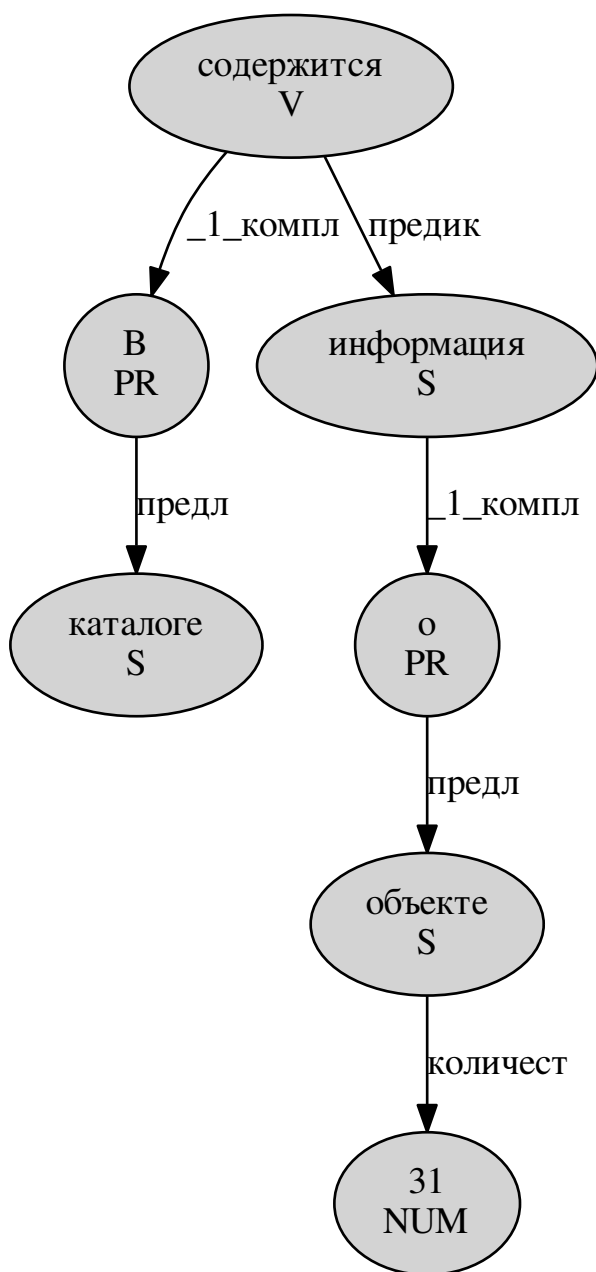 содержится
V
_1_компл
предик
В
PR
информация
S
предл
_1_компл
каталоге
S
о
PR
предл
объекте
S
количест
31
NUM